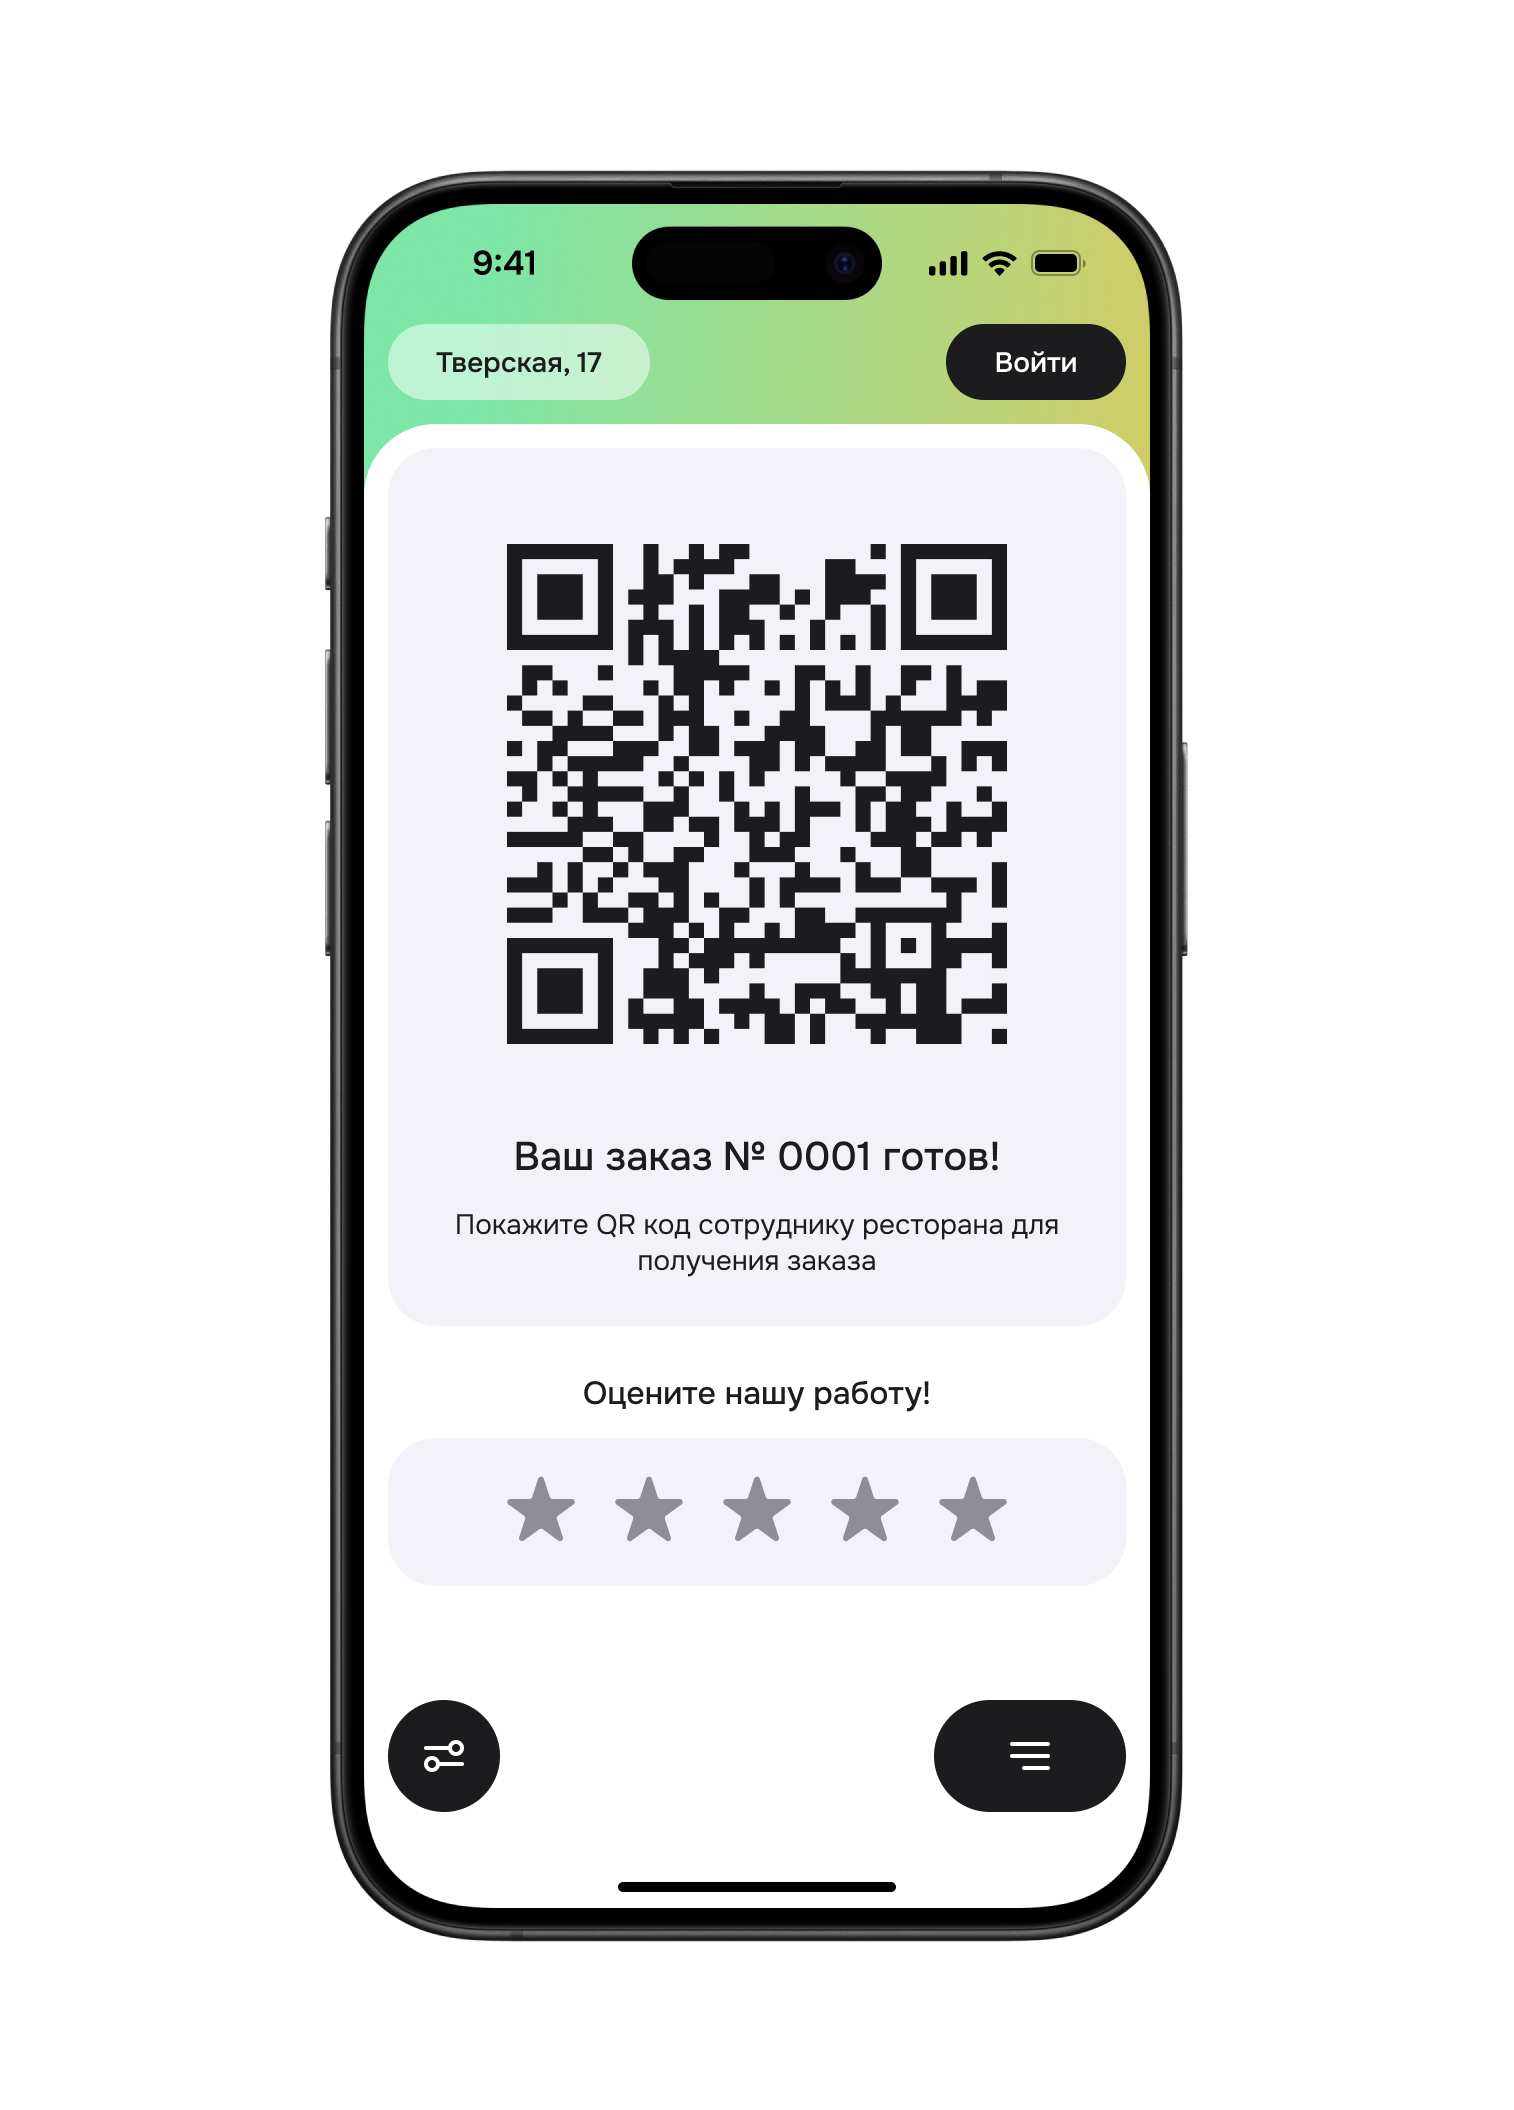 9:41
Тверская, 17
Войти
Ваш заказ № 0001 готов!
Покажите QR код сотруднику ресторана для
получения заказа
Оцените нашу работу!